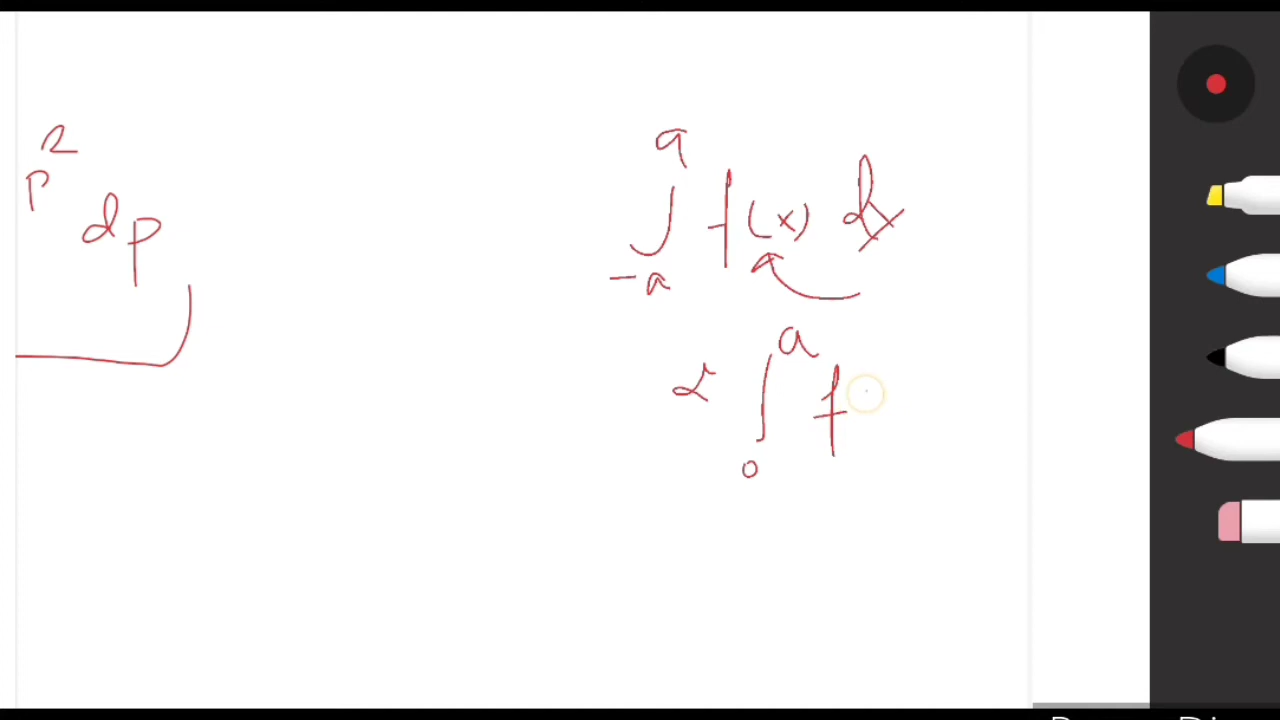 p² dp
∫_{-a}^{a} f(x) dx
2 ∫_{0}^{a} f